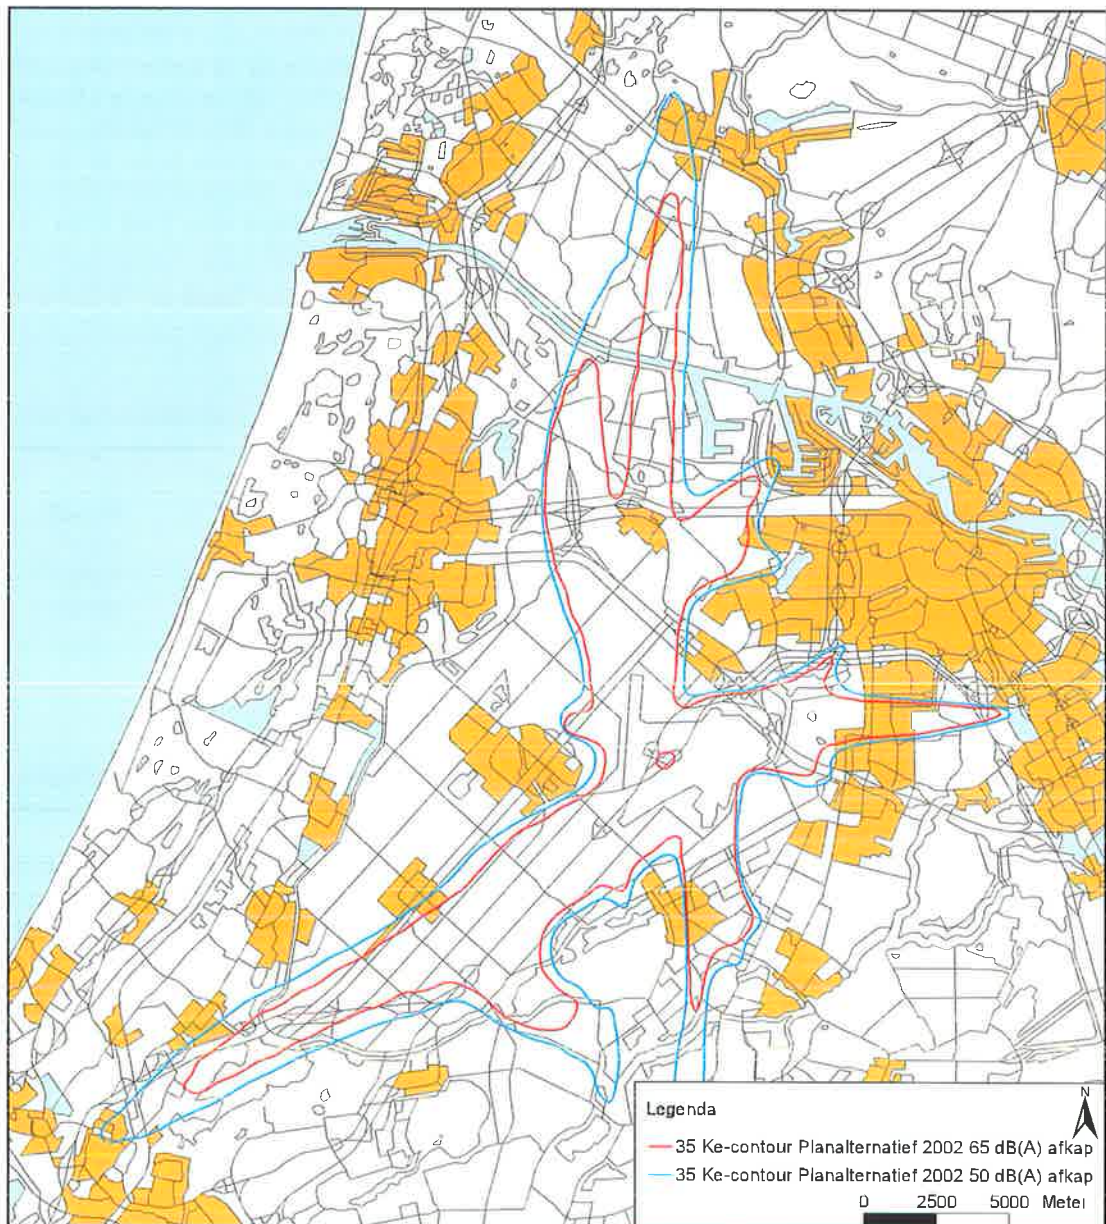 N
Legenda
35 Ke-contour Planalternatief 2002 65 dB(A) afkap
35 Ke-contour Planalternatief 2002 50 dB(A) afkap
0 2500 5000 Meter